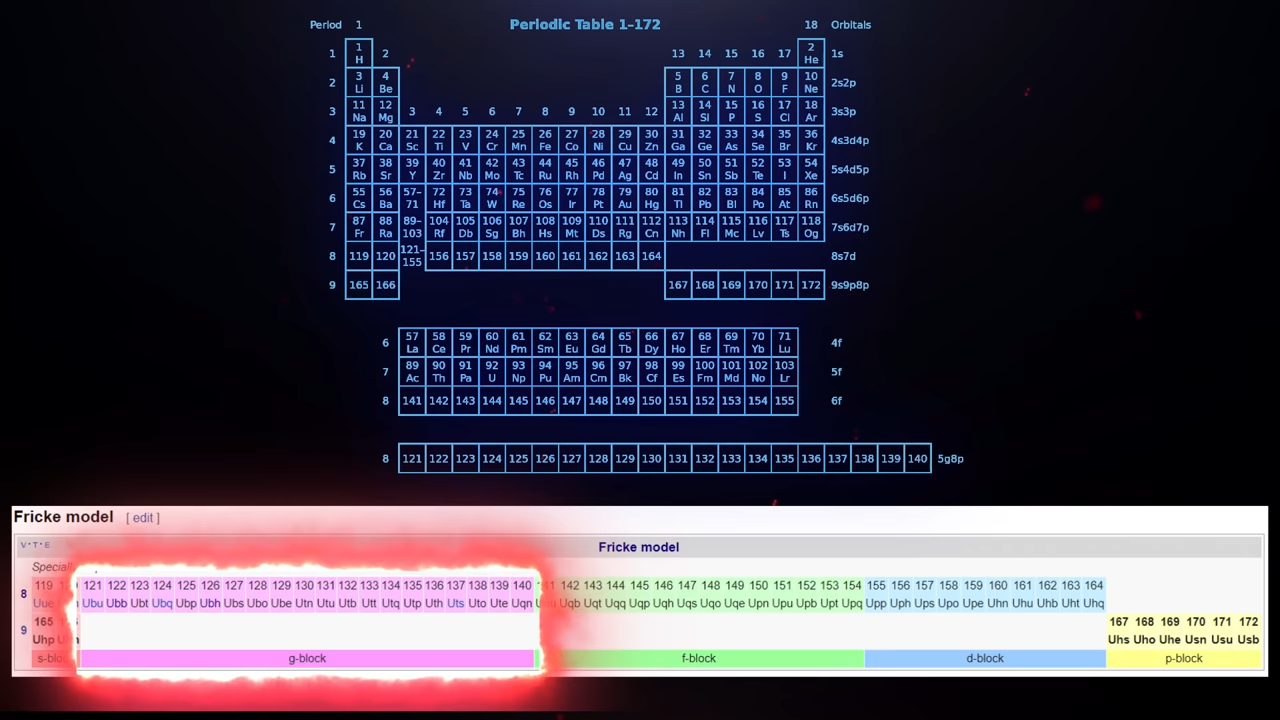 Period 1 Periodic Table 1–172 18 Orbitals
1 1 2 13 14 15 16 17 2 1s
H He
2 3 4 5 6 7 8 9 10 2s2p
Li Be B C N O F Ne
3 11 12 3 4 5 6 7 8 9 10 11 12 13 14 15 16 17 18 3s3p
Na Mg Al Si P S Cl Ar
4 19 20 21 22 23 24 25 26 27 28 29 30 31 32 33 34 35 36 4s3d4p
K Ca Sc Ti V Cr Mn Fe Co Ni Cu Zn Ga Ge As Se Br Kr
5 37 38 39 40 41 42 43 44 45 46 47 48 49 50 51 52 53 54 5s4d5p
Rb Sr Y Zr Nb Mo Tc Ru Rh Pd Ag Cd In Sn Sb Te I Xe
6 55 56 57– 72 73 74 75 76 77 78 79 80 81 82 83 84 85 86 6s5d6p
Cs Ba 71 Hf Ta W Re Os Ir Pt Au Hg Tl Pb Bi Po At Rn
7 87 88 89– 104 105 106 107 108 109 110 111 112 113 114 115 116 117 118 7s6d7p
Fr Ra 103 Rf Db Sg Bh Hs Mt Ds Rg Cn Nh Fl Mc Lv Ts Og
8 119 120 121– 156 157 158 159 160 161 162 163 164 8s7d
155
9 165 166 167 168 169 170 171 172 9s9p8p
6 57 58 59 60 61 62 63 64 65 66 67 68 69 70 71 4f
La Ce Pr Nd Pm Sm Eu Gd Tb Dy Ho Er Tm Yb Lu
7 89 90 91 92 93 94 95 96 97 98 99 100 101 102 103 5f
Ac Th Pa U Np Pu Am Cm Bk Cf Es Fm Md No Lr
8 141 142 143 144 145 146 147 148 149 150 151 152 153 154 155 6f
8 121 122 123 124 125 126 127 128 129 130 131 132 133 134 135 136 137 138 139 140 5g8p
Fricke model [ edit ]
V·T·E Fricke model
8 119 121 122 123 124 125 126 127 128 129 130 131 132 133 134 135 136 137 138 139 140 142 143 144 145 146 147 148 149 150 151 152 153 154 155 156 157 158 159 160 161 162 163 164
Uue Ubu Ubb Ubt Ubq Ubp Ubh Ubs Ubo Ube Utn Utu Utb Utt Utq Utp Uth Uts Uto Ute Uqn Uqb Uqt Uqq Uqp Uqh Uqs Uqo Uqe Upn Upu Upb Upt Upq Upp Uph Ups Upo Upe Uhn Uhu Uhb Uht Uhq
9 165 167 168 169 170 171 172
Uhp Uhs Uho Uhe Usn Usu Usb
g-block f-block d-block p-block